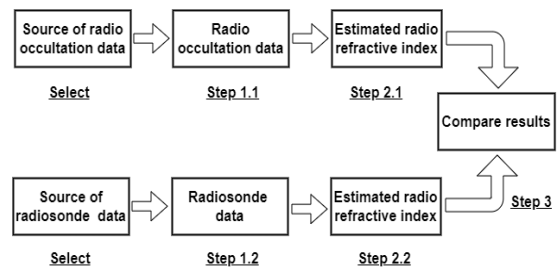 Source of radio
occultation data
Radio
occultation data
Estimated radio
refractive index
Select
Step 1.1
Step 2.1
Compare results
Source of
radiosonde data
Radiosonde
data
Estimated radio
refractive index
Step 3
Select
Step 1.2
Step 2.2